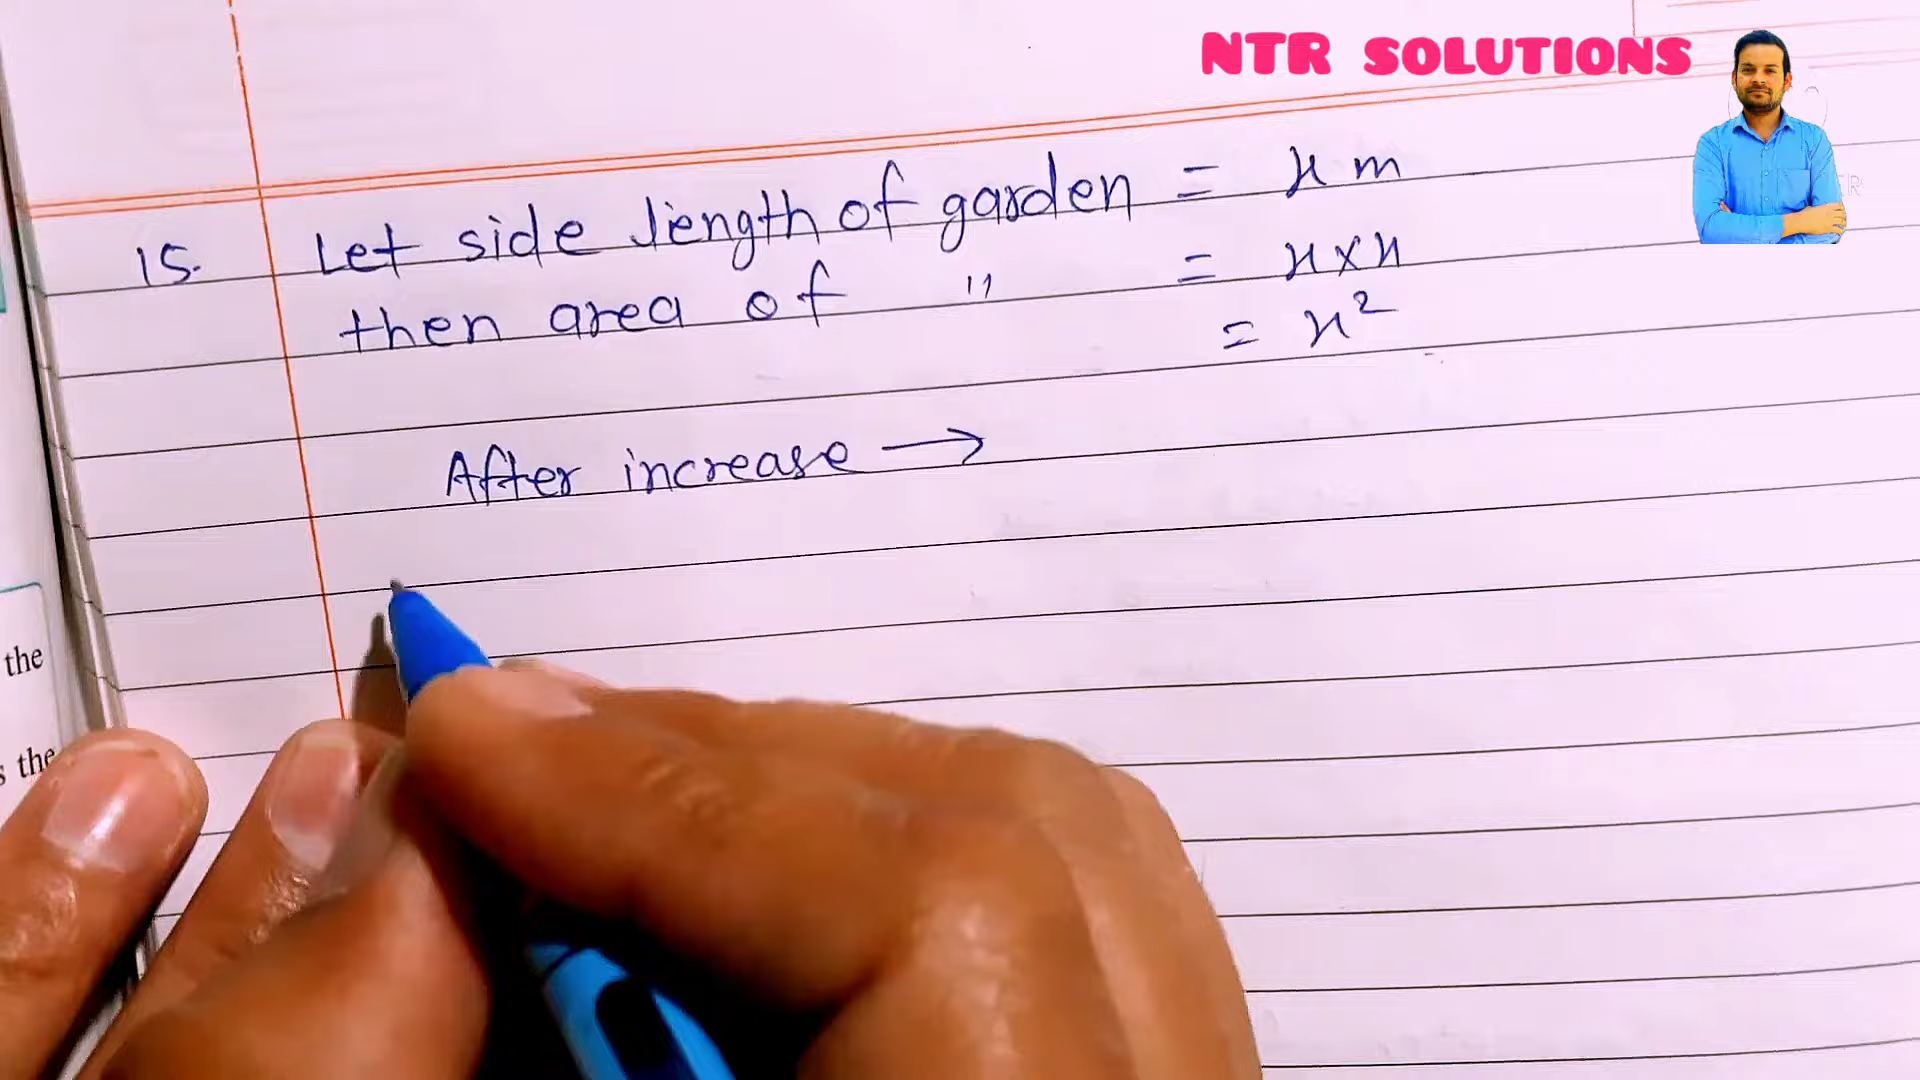 NTR SOLUTIONS
15. Let side length of garden = x m
then area of " = x × x
= x²
After increase →
the
s the